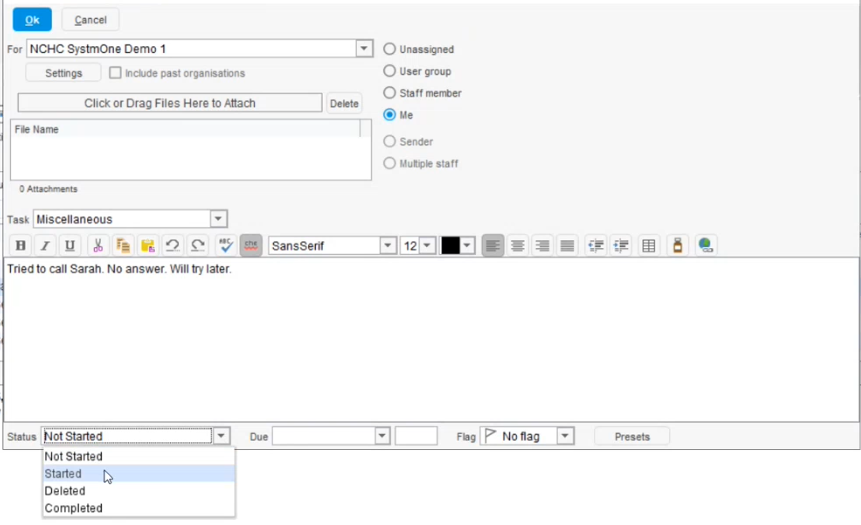 Ok Cancel
For NCHC SystmOne Demo 1
Unassigned
Settings Include past organisations
User group
Staff member
Click or Drag Files Here to Attach Delete
Me
File Name
Sender
Multiple staff
0 Attachments
Task Miscellaneous
B I U ABC SansSerif 12
Tried to call Sarah. No answer. Will try later.
Status Not Started Due Flag No flag Presets
Not Started
Started
Deleted
Completed